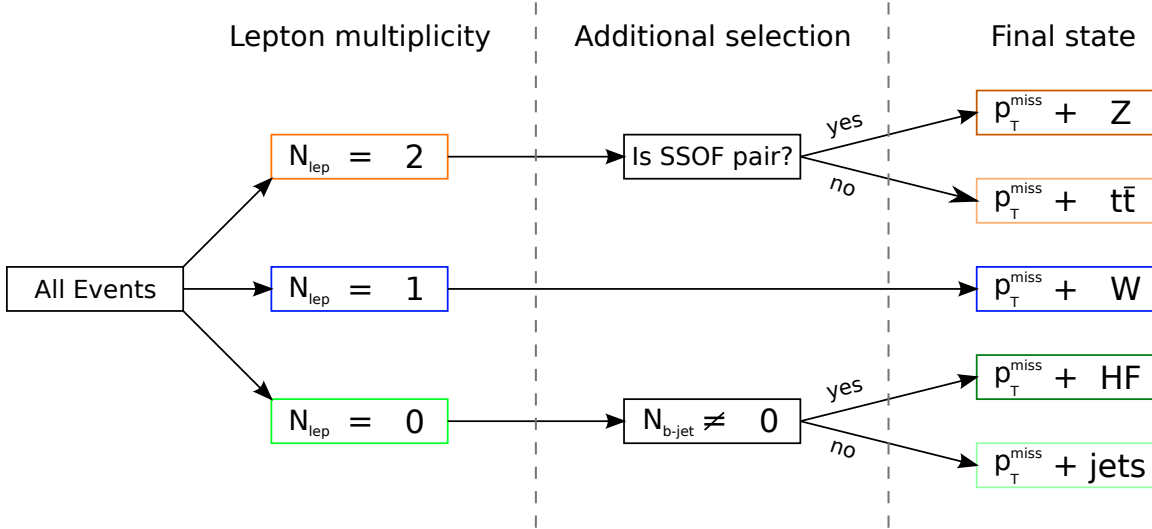 Lepton multiplicity
Additional selection
Final state
N_lep = 2
Is SSOF pair?
yes
no
p_T^miss + Z
p_T^miss + tt̄
All Events
N_lep = 1
p_T^miss + W
N_lep = 0
N_b-jet ≠ 0
yes
no
p_T^miss + HF
p_T^miss + jets